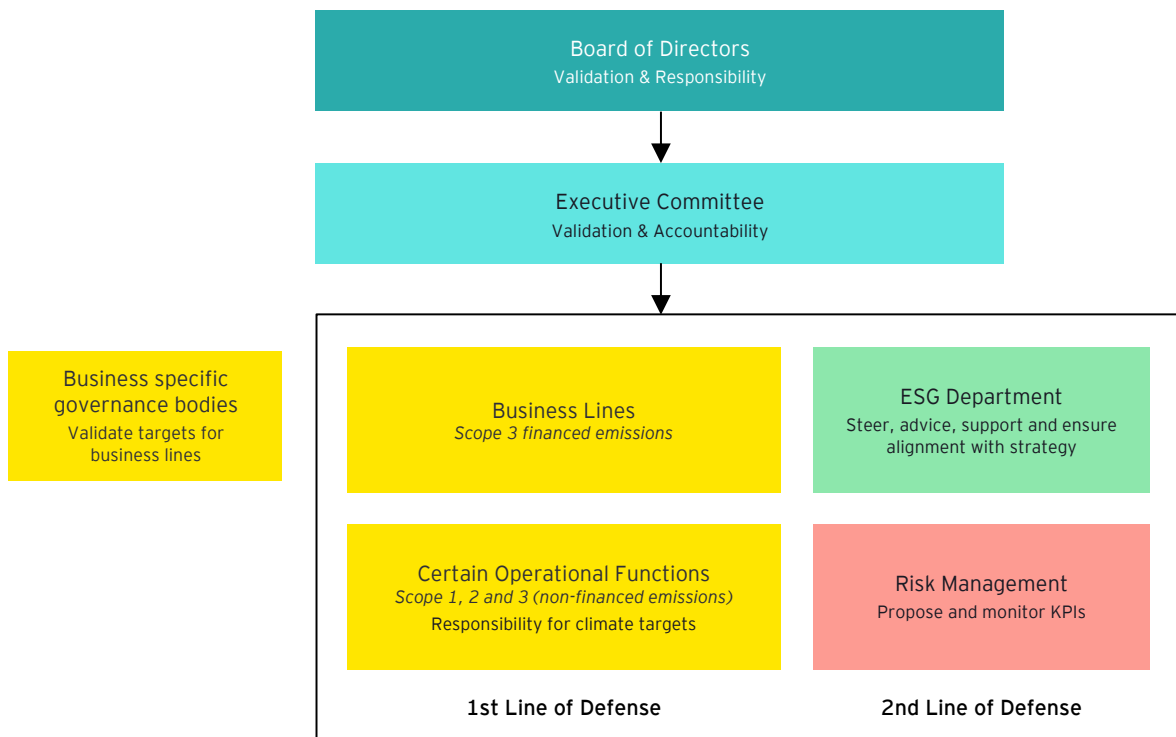 Board of Directors
Validation & Responsibility
Executive Committee
Validation & Accountability
Business specific
governance bodies
Validate targets for
business lines
Business Lines
Scope 3 financed emissions
ESG Department
Steer, advice, support and ensure
alignment with strategy
Certain Operational Functions
Scope 1, 2 and 3 (non-financed emissions)
Responsibility for climate targets
Risk Management
Propose and monitor KPIs
1st Line of Defense
2nd Line of Defense